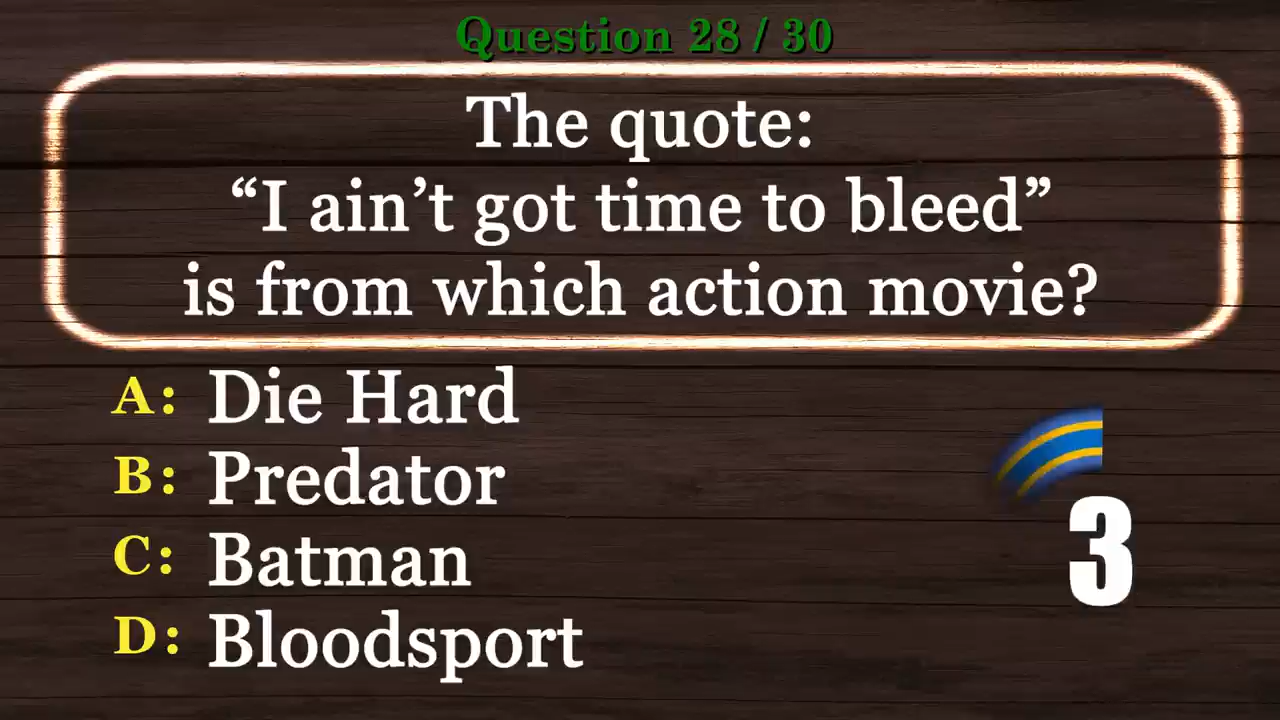 Question 28 / 30
The quote:
“I ain’t got time to bleed”
is from which action movie?
A: Die Hard
B: Predator
C: Batman
D: Bloodsport
3